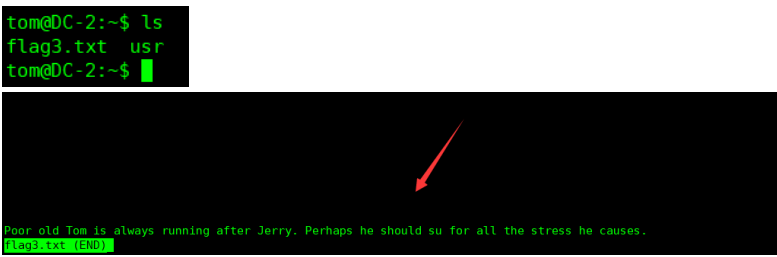 tom@DC-2:~$ ls
flag3.txt  usr
tom@DC-2:~$
Poor old Tom is always running after Jerry. Perhaps he should su for all the stress he causes.
flag3.txt (END)